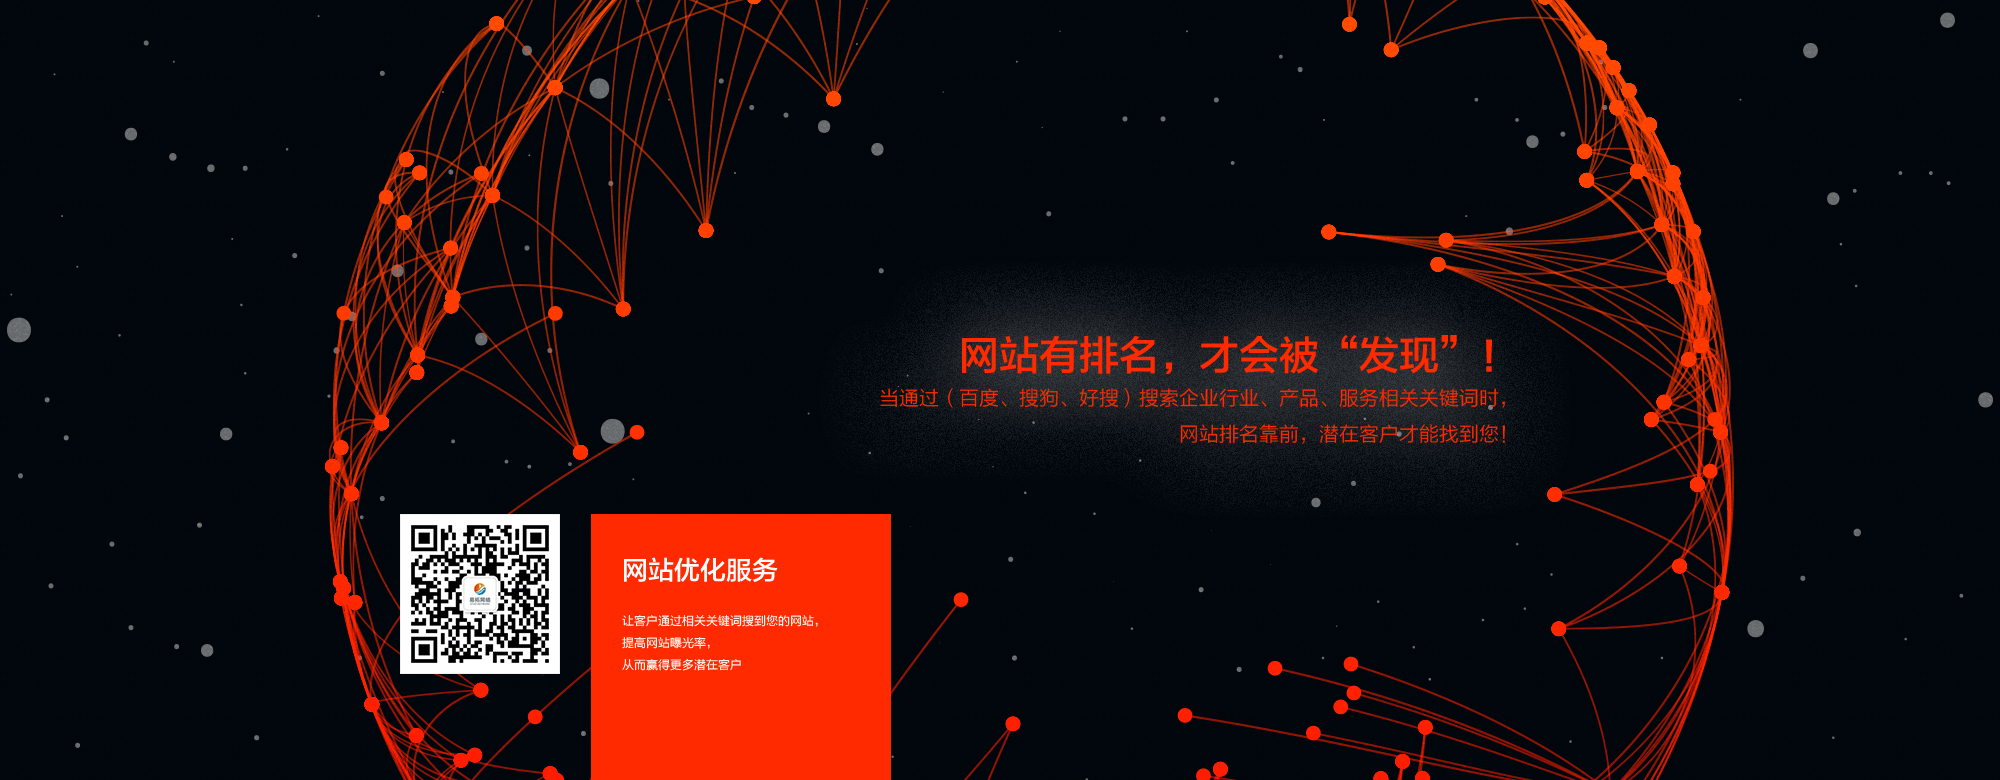 网站有排名，才会被“发现”！
当通过（百度、搜狗、好搜）搜索企业行业、产品、服务相关关键词时，
网站排名靠前，潜在客户才能找到您！
网站优化服务
让客户通过相关关键词搜到您的网站，
提高网站曝光率，
从而赢得更多潜在客户